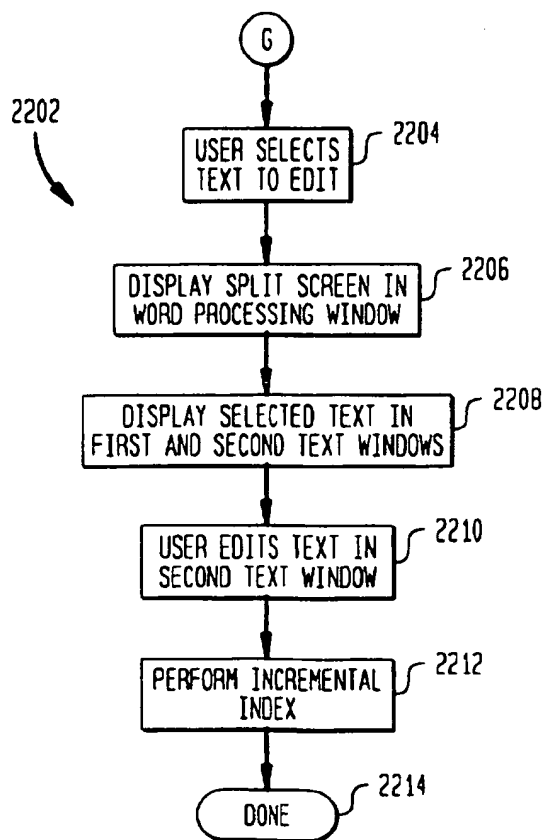 G
2202
2204
USER SELECTS
TEXT TO EDIT
2206
DISPLAY SPLIT SCREEN IN
WORD PROCESSING WINDOW
2208
DISPLAY SELECTED TEXT IN
FIRST AND SECOND TEXT WINDOWS
2210
USER EDITS TEXT IN
SECOND TEXT WINDOW
2212
PERFORM INCREMENTAL
INDEX
2214
DONE